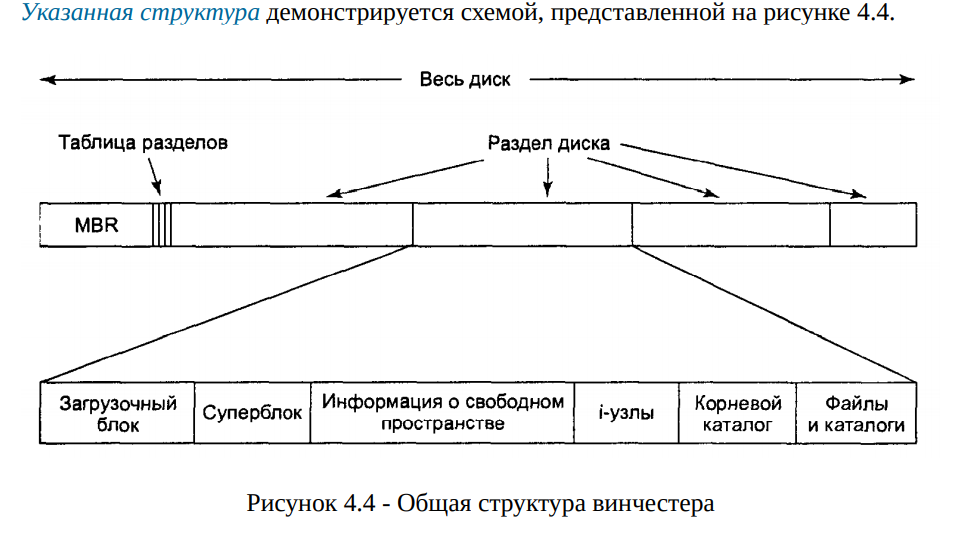 Указанная структура демонстрируется схемой, представленной на рисунке 4.4.
Весь диск
Таблица разделов
Раздел диска
MBR
Загрузочный
блок
Суперблок
Информация о свободном
пространстве
i-узлы
Корневой
каталог
Файлы
и каталоги
Рисунок 4.4 - Общая структура винчестера